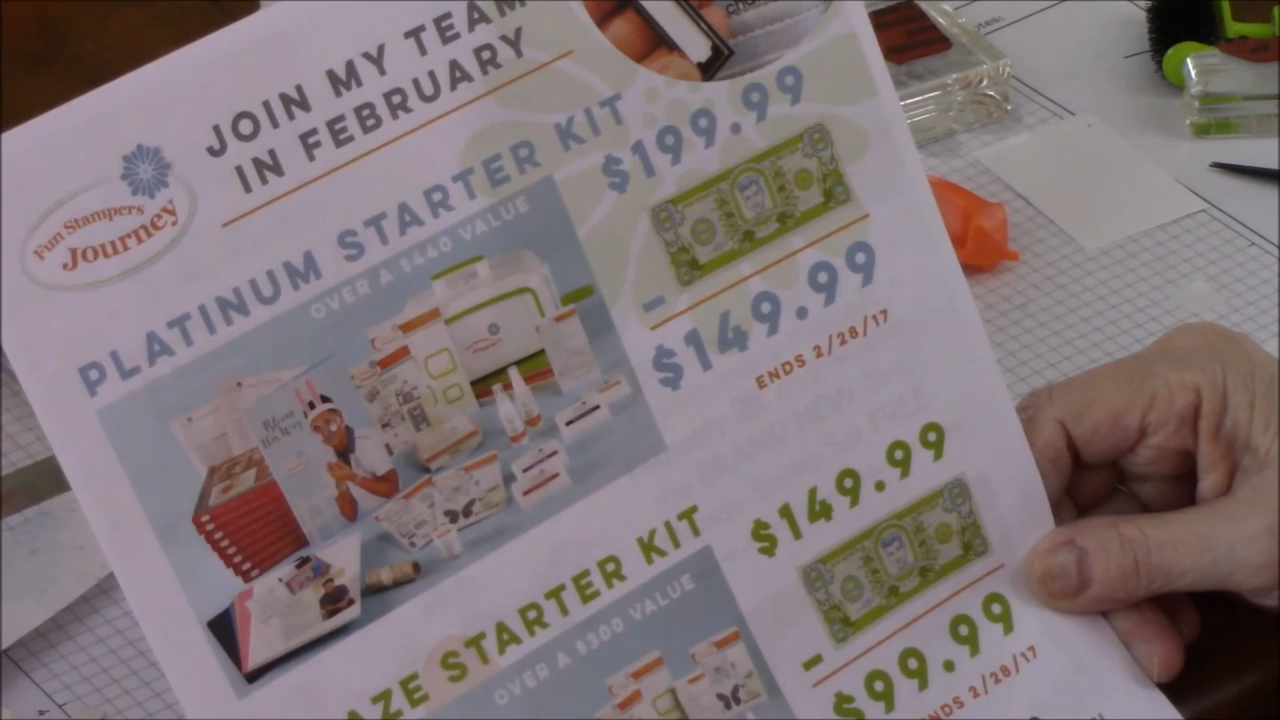 JOIN MY TEAM
IN FEBRUARY
Fun Stampers
Journey
PLATINUM STARTER KIT
OVER A $440 VALUE
$199.99
- $149.99
ENDS 2/28/17
STARTER KIT
OVER A $300 VALUE
$149.99
- $99.99
ENDS 2/28/17